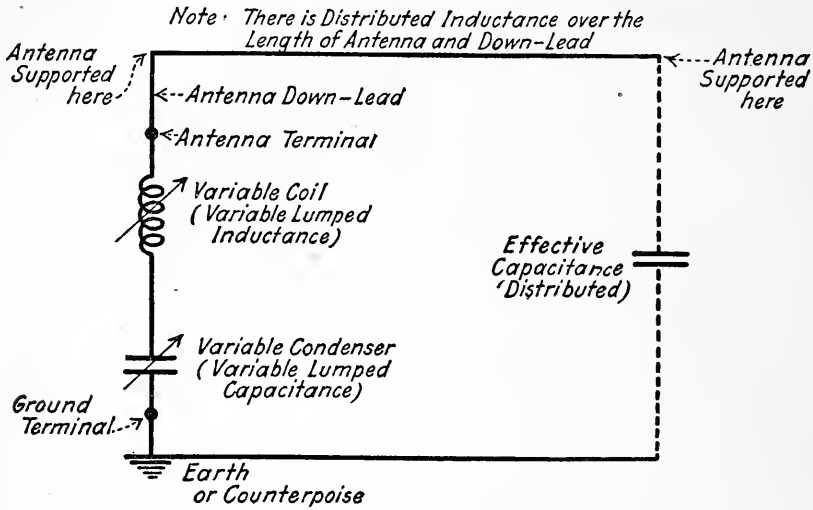 Note. There is Distributed Inductance over the
Length of Antenna and Down-Lead
Antenna
Supported
here
Antenna
Supported
here
Antenna Down-Lead
Antenna Terminal
Variable Coil
(Variable Lumped
Inductance)
Effective
Capacitance
(Distributed)
Variable Condenser
(Variable Lumped
Capacitance)
Ground
Terminal
Earth
or Counterpoise